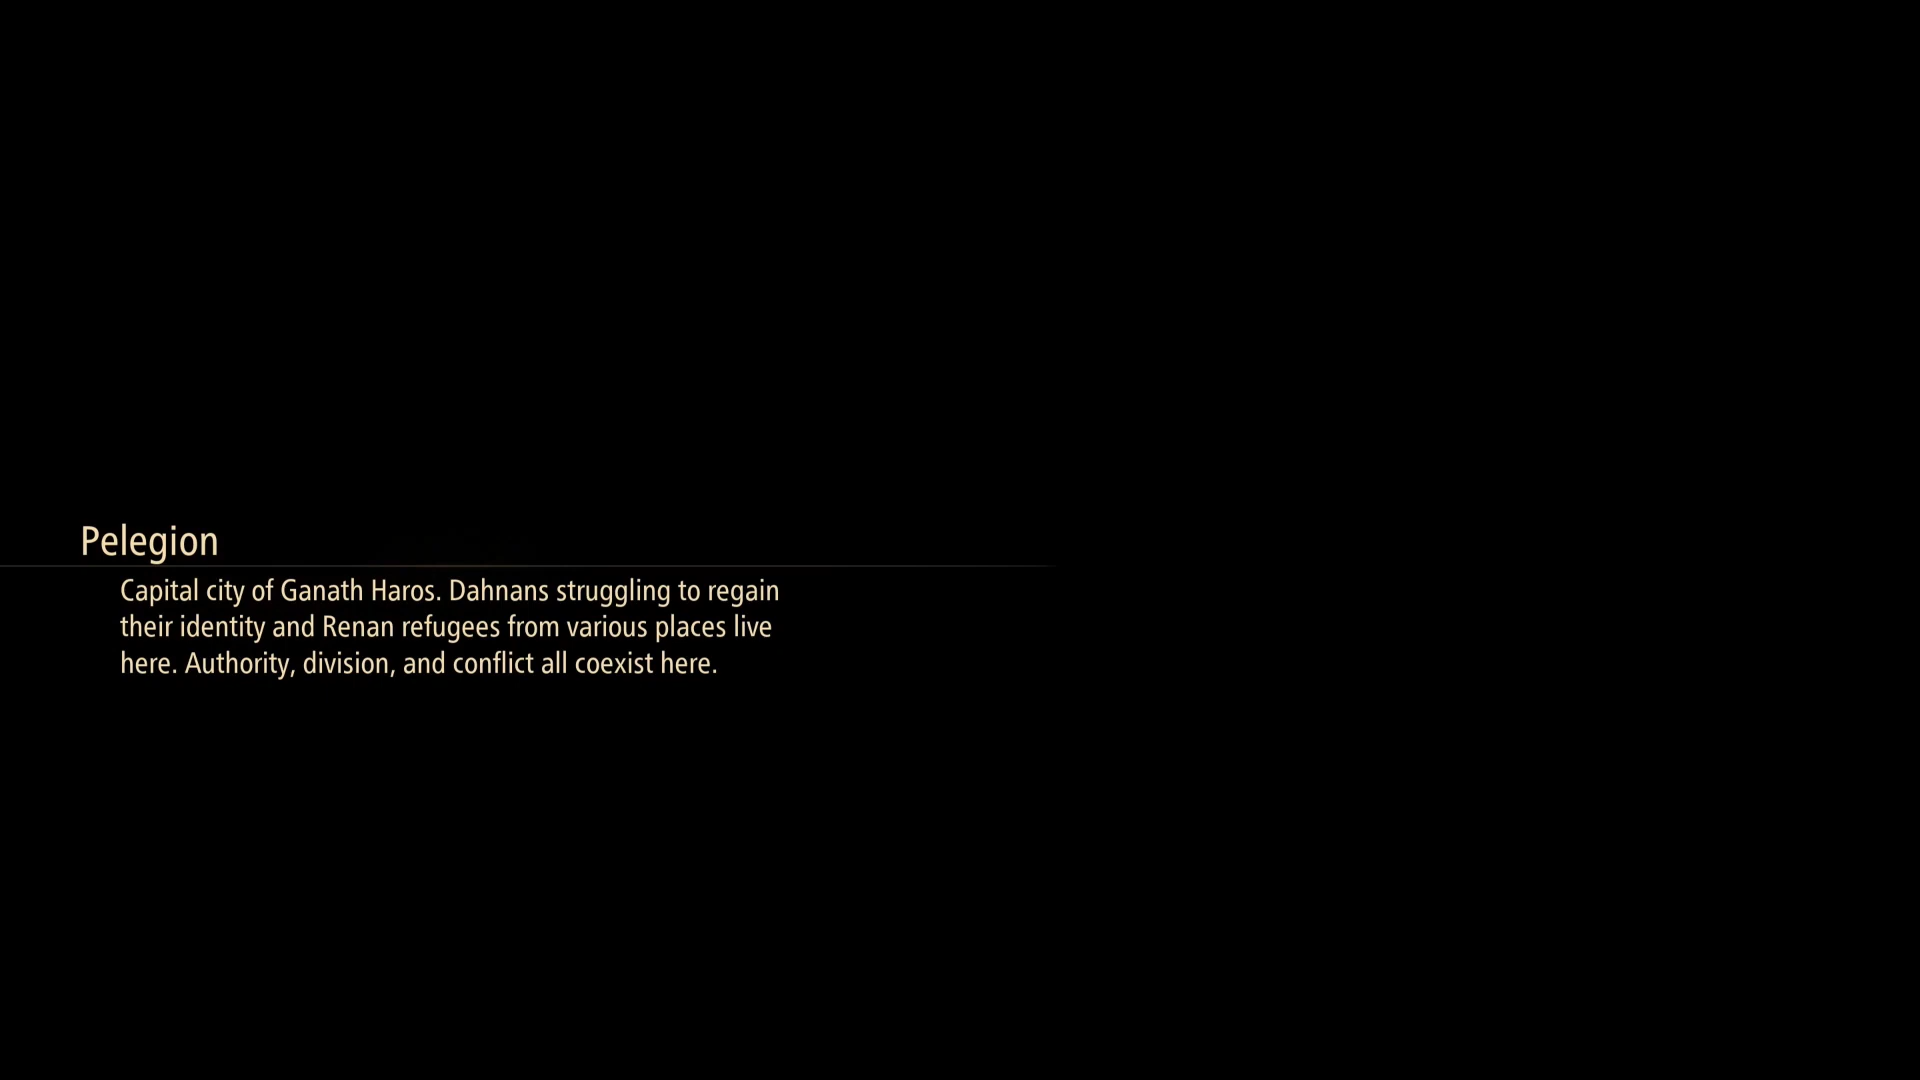 Pelegion
Capital city of Ganath Haros. Dahnans struggling to regain
their identity and Renan refugees from various places live
here. Authority, division, and conflict all coexist here.